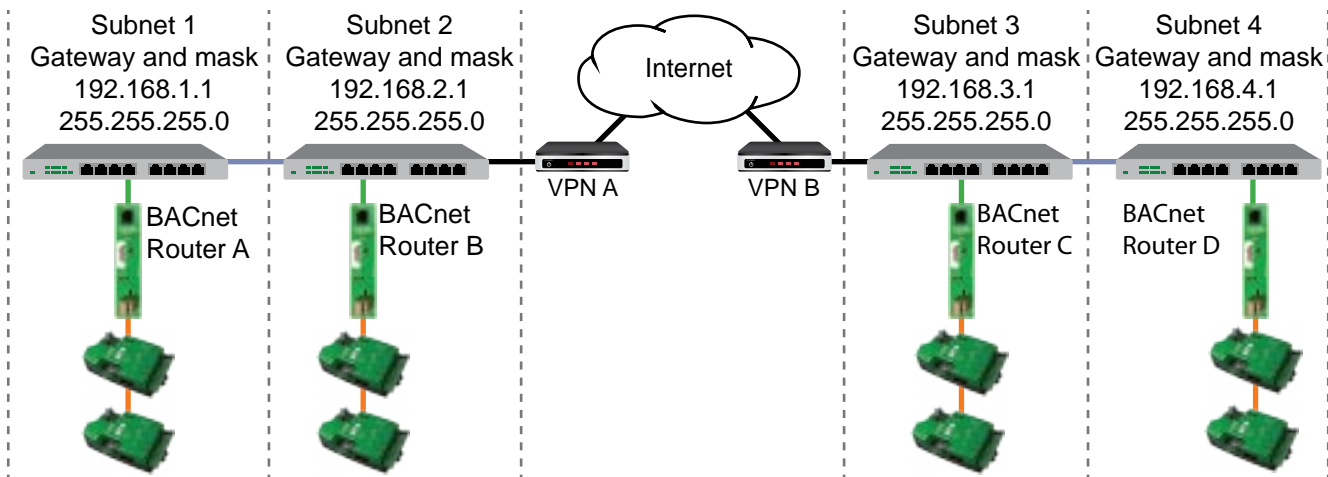 Subnet 1
Gateway and mask
192.168.1.1
255.255.255.0
Subnet 2
Gateway and mask
192.168.2.1
255.255.255.0
Internet
Subnet 3
Gateway and mask
192.168.3.1
255.255.255.0
Subnet 4
Gateway and mask
192.168.4.1
255.255.255.0
VPN A
VPN B
BACnet
Router A
BACnet
Router B
BACnet
Router C
BACnet
Router D